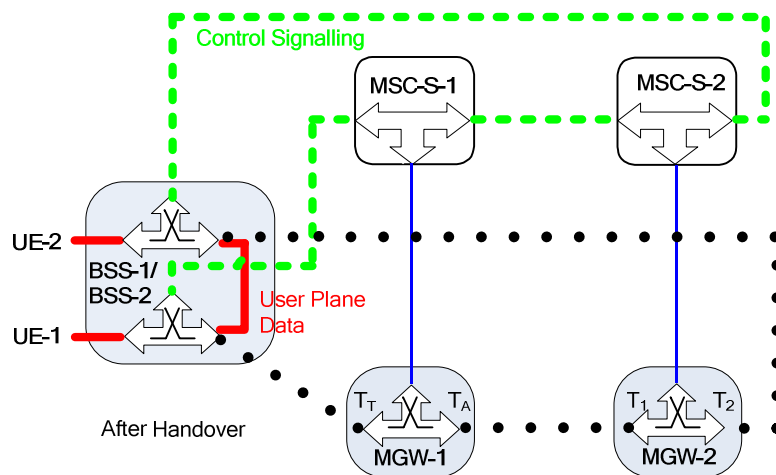 Control Signalling
MSC-S-1
MSC-S-2
UE-2
BSS-1/
BSS-2
User Plane
Data
UE-1
After Handover
TT
TA
MGW-1
T1
T2
MGW-2